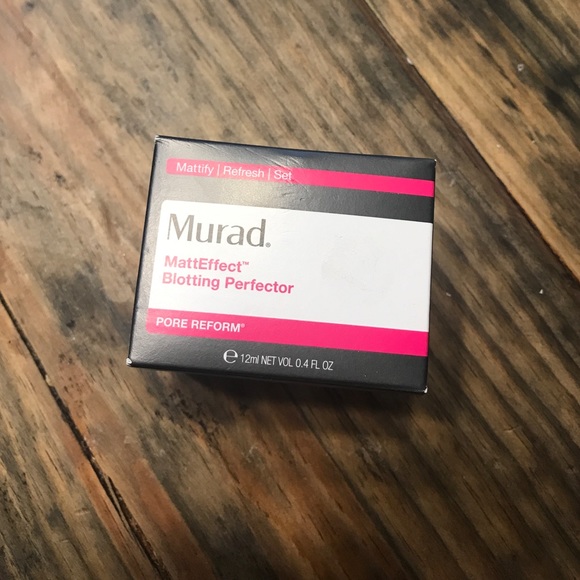 Mattify | Refresh | Set
Murad.
MattEffect™
Blotting Perfector
PORE REFORM®
℮ 12ml NET VOL 0.4 FL OZ